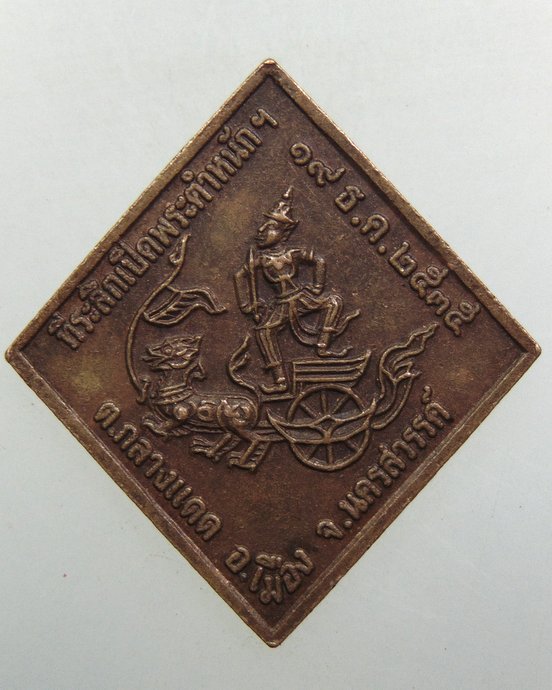 ที่ระลึกเปิดพระตำหนักฯ
๑๙ ธ.ค. ๒๕๓๕
ต.กลางแดด อ.เมือง จ.นครสวรรค์